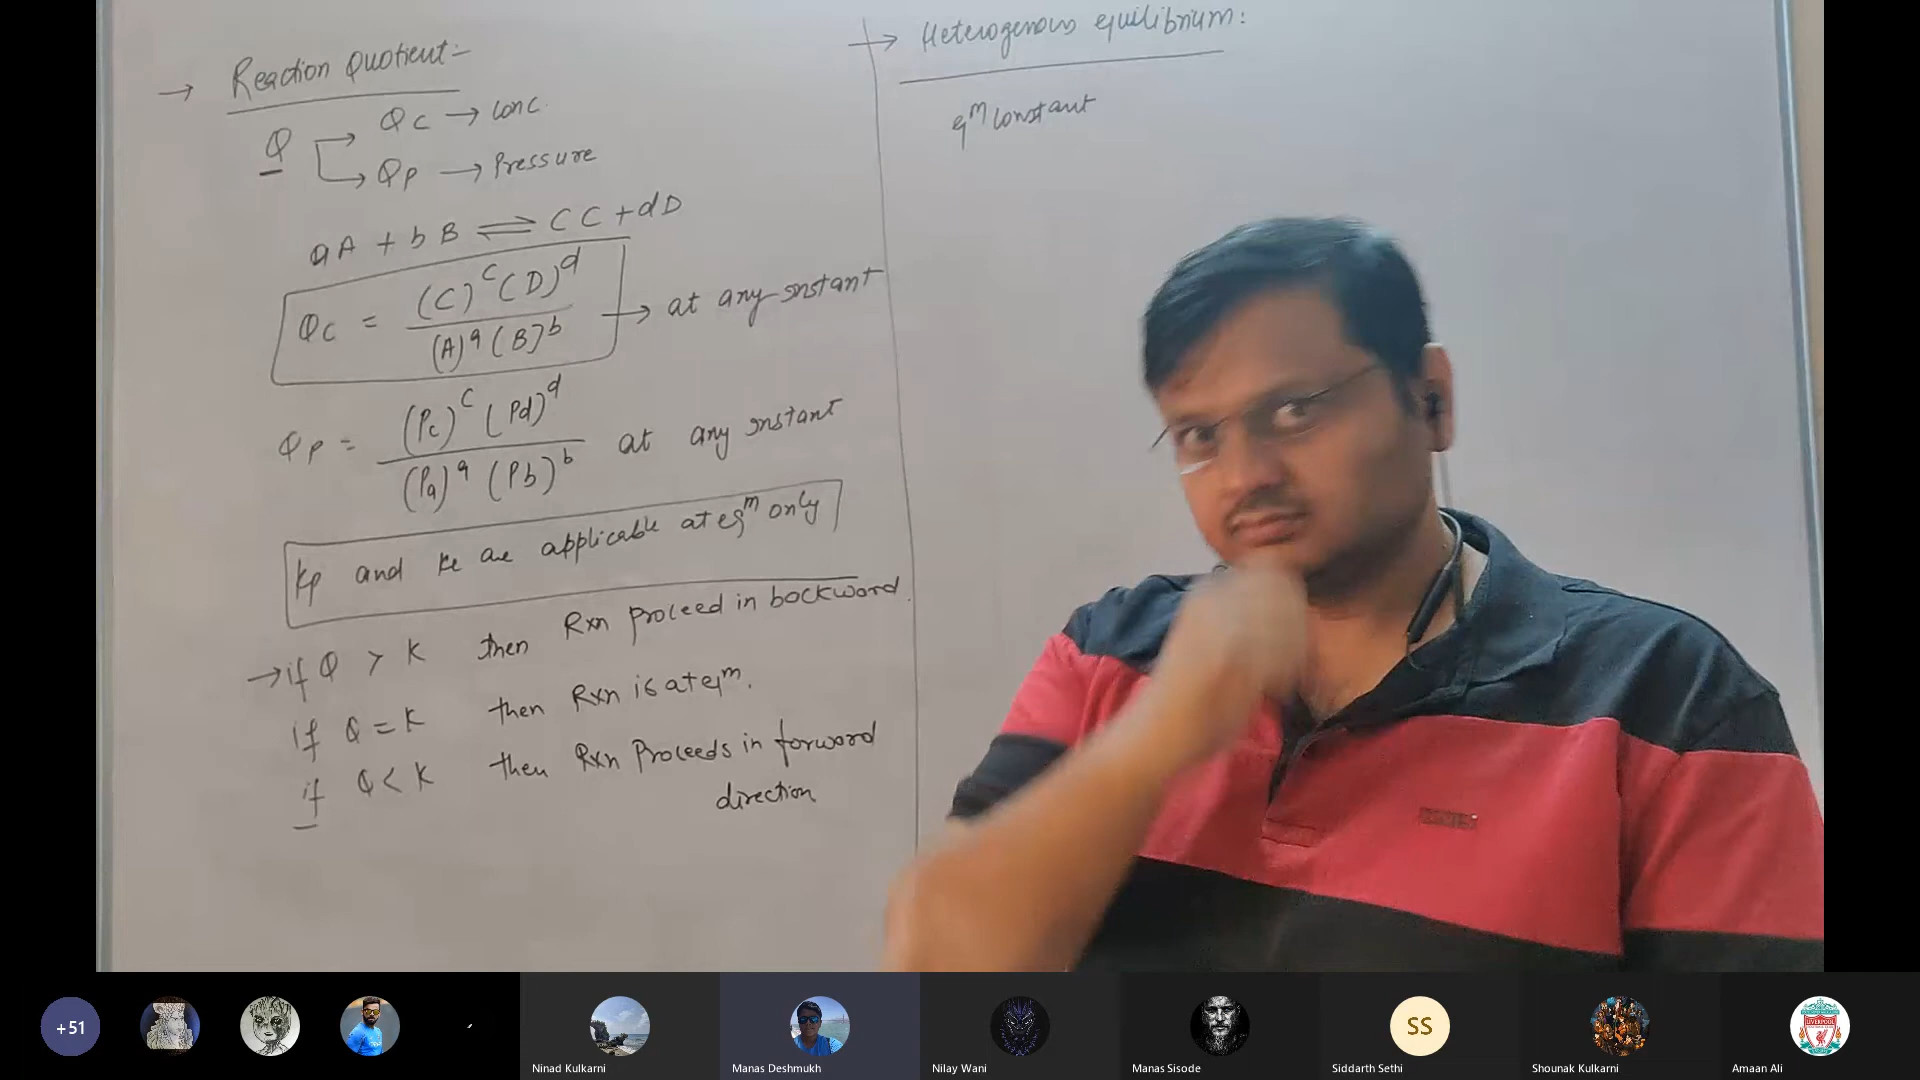 → Reaction Quotient:-
Q → Qc → conc.
→ Qp → Pressure
aA + bB ⇌ cC + dD
Qc = (C)^c (D)^d / (A)^a (B)^b → at any instant
Qp = (Pc)^c (Pd)^d / (Pa)^a (Pb)^b at any instant
Kp and Kc are applicable at eq^m only
→ if Q > K then Rxn proceed in backward.
if Q = K then Rxn is at eq^m.
if Q < K then Rxn Proceeds in forward
direction
→ Heterogenous equilibrium:
eq^m constant
+51
Ninad Kulkarni
Manas Deshmukh
Nilay Wani
Manas Sisode
SS
Siddarth Sethi
Shounak Kulkarni
LIVERPOOL
Amaan Ali